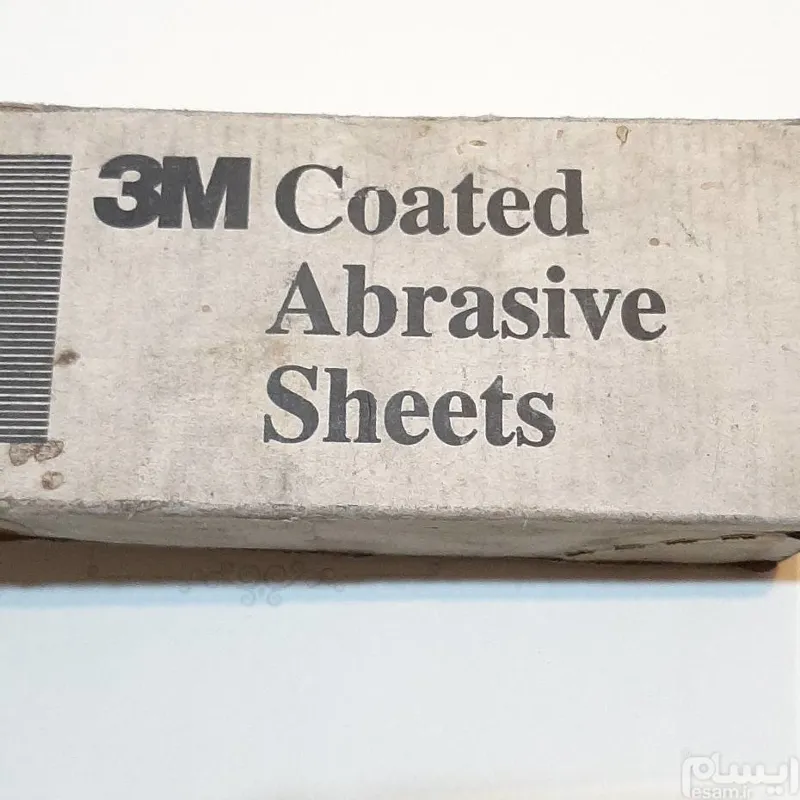 3M Coated
Abrasive
Sheets
ایسام
esam.ir